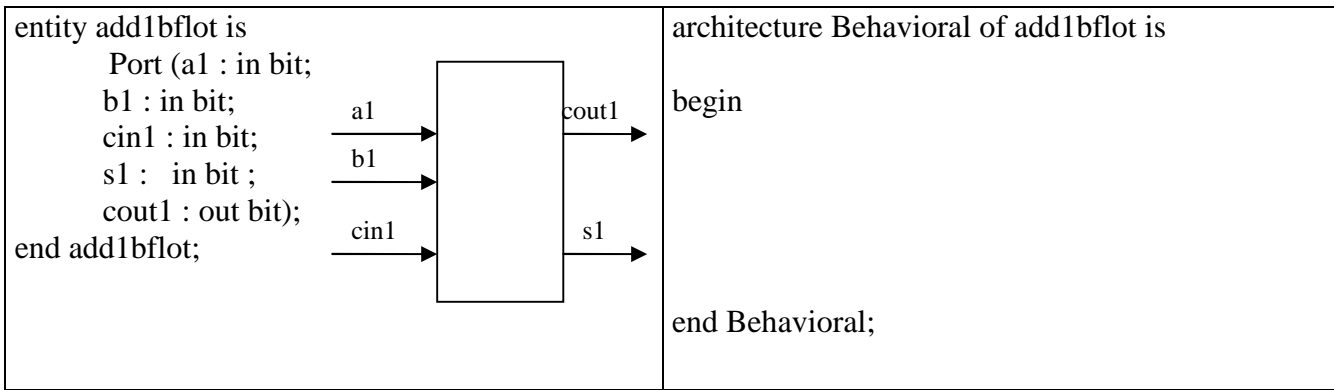 entity add1bflot is
Port (a1 : in bit;
b1 : in bit;
cin1 : in bit;
s1 : in bit ;
cout1 : out bit);
end add1bflot;
a1
b1
cin1
cout1
s1
architecture Behavioral of add1bflot is
begin
end Behavioral;